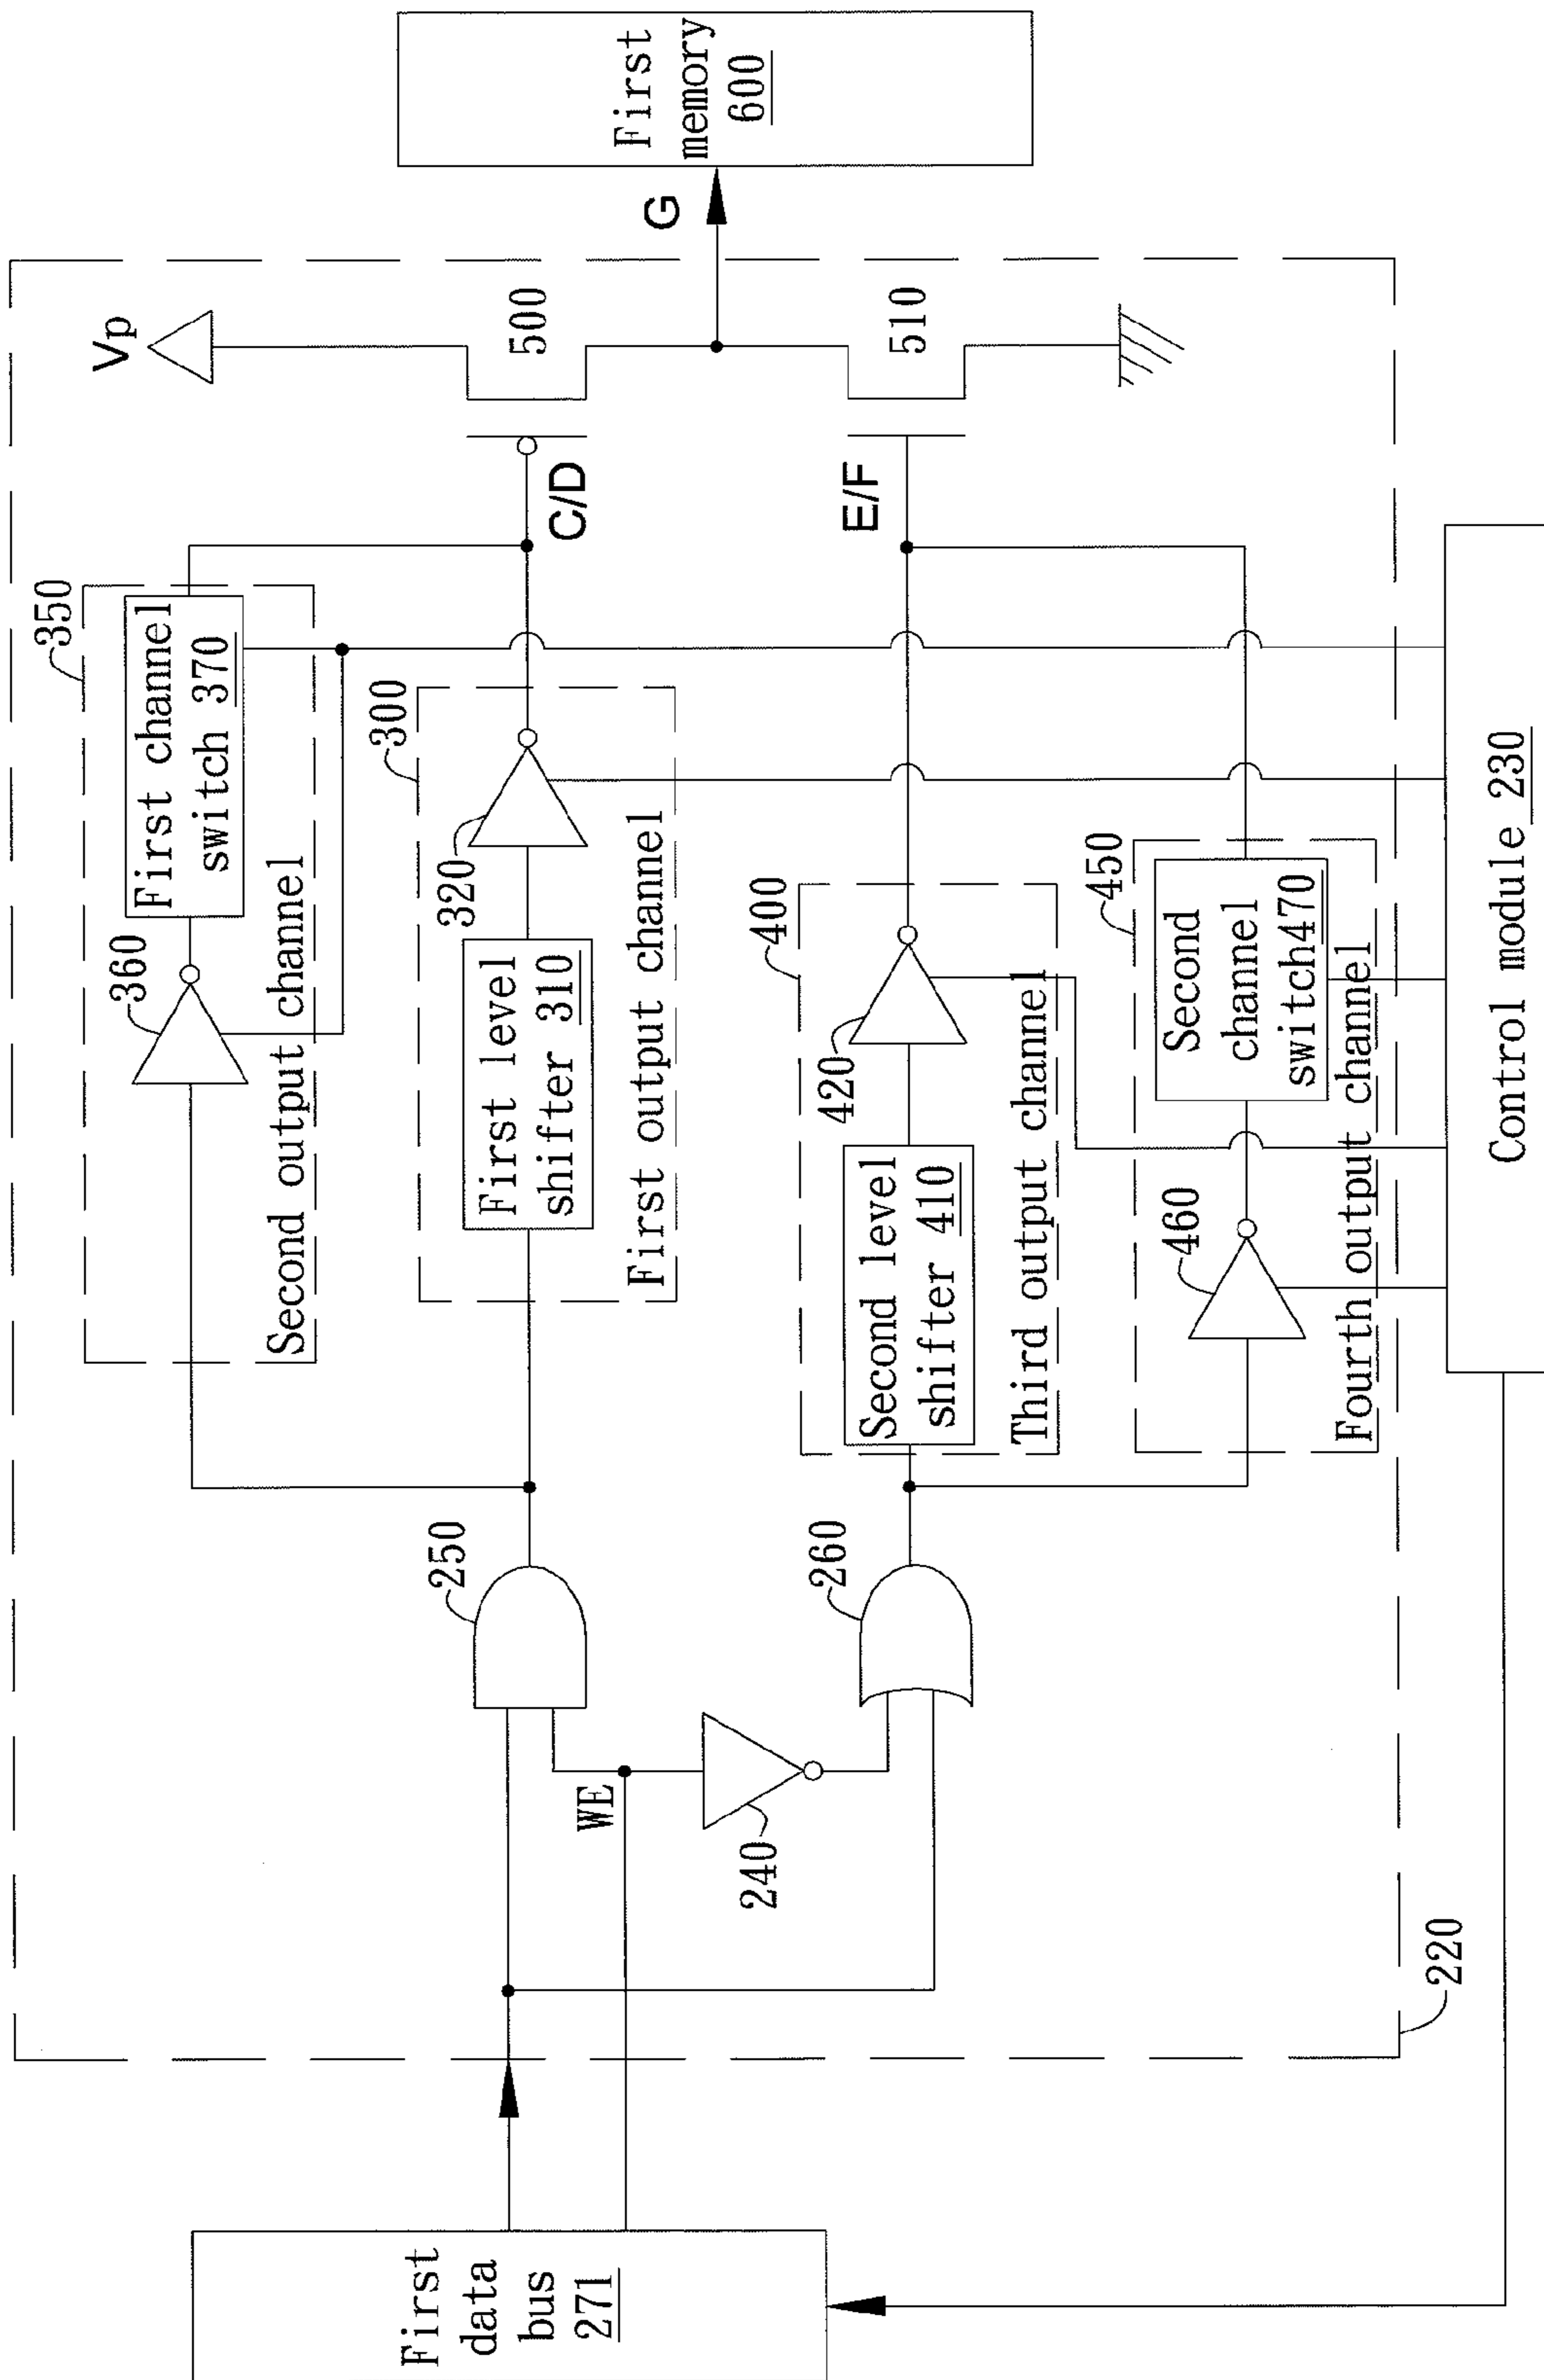 First
data
bus
271
220
WE
240
250
260
350
360
First channel
switch 370
Second output channel
300
320
First level
shifter 310
First output channel
400
420
Second level
shifter 410
Third output channel
450
460
Second
channel
switch470
Fourth output channel
Control module 230
Vp
C/D
500
E/F
510
G
First
memory
600